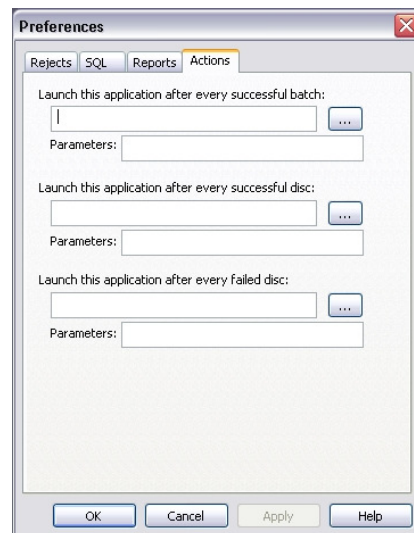 Preferences
Rejects SQL Reports Actions
Launch this application after every successful batch:
...
Parameters:
Launch this application after every successful disc:
...
Parameters:
Launch this application after every failed disc:
...
Parameters:
OK Cancel Apply Help